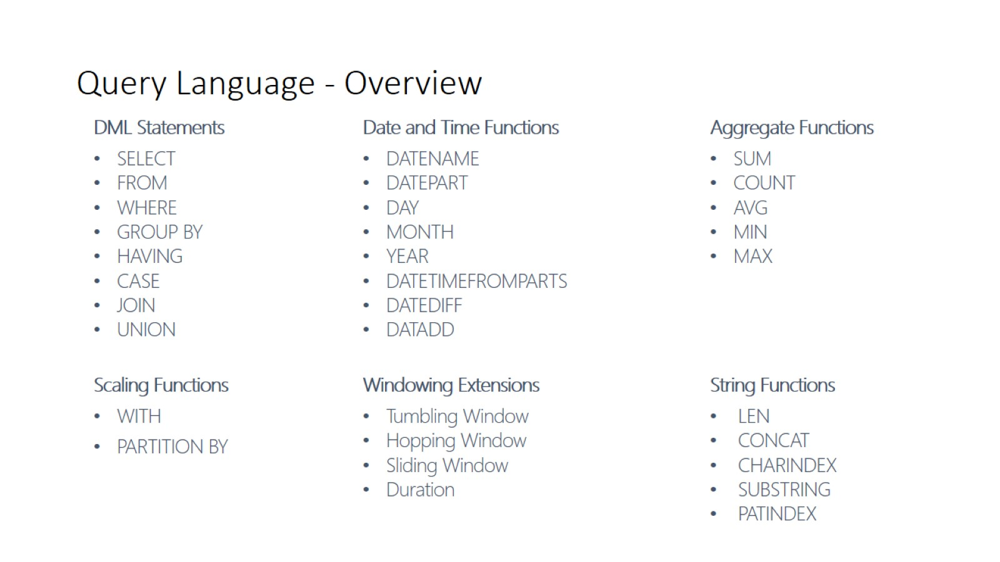 Query Language - Overview
DML Statements
• SELECT
• FROM
• WHERE
• GROUP BY
• HAVING
• CASE
• JOIN
• UNION
Date and Time Functions
• DATENAME
• DATEPART
• DAY
• MONTH
• YEAR
• DATETIMEFROMPARTS
• DATEDIFF
• DATADD
Aggregate Functions
• SUM
• COUNT
• AVG
• MIN
• MAX
Scaling Functions
• WITH
• PARTITION BY
Windowing Extensions
• Tumbling Window
• Hopping Window
• Sliding Window
• Duration
String Functions
• LEN
• CONCAT
• CHARINDEX
• SUBSTRING
• PATINDEX